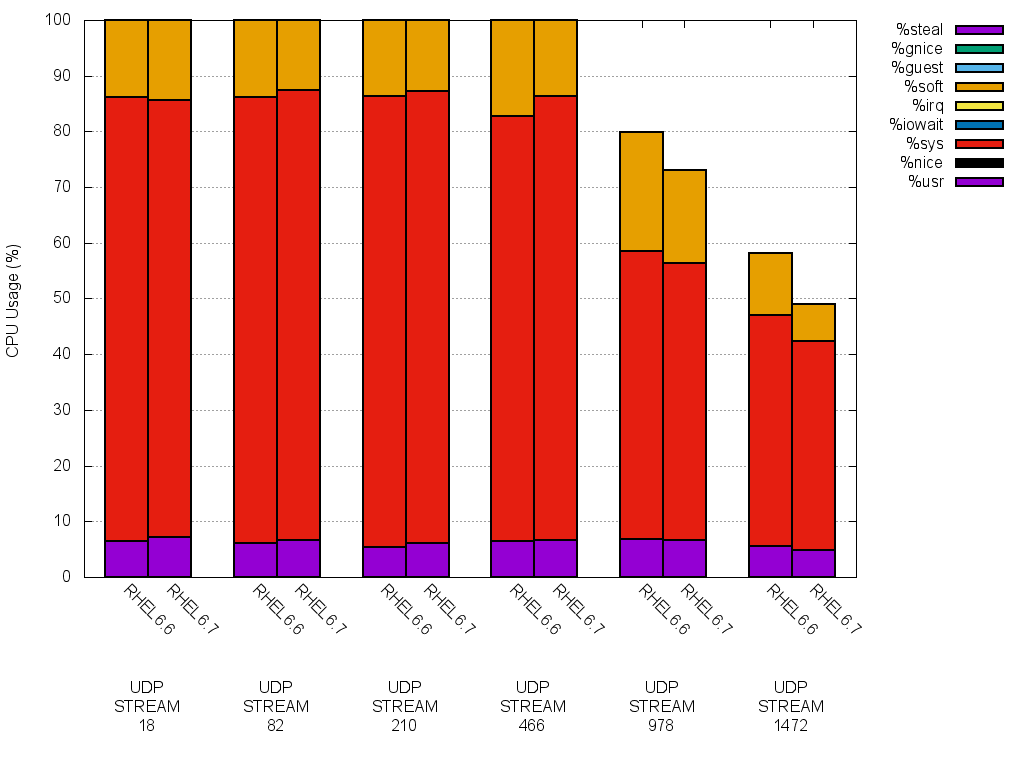 100
90
80
70
60
50
40
30
20
10
0
CPU Usage (%)
%steal
%gnice
%guest
%soft
%irq
%iowait
%sys
%nice
%usr
RHEL6.6
RHEL6.7
RHEL6.6
RHEL6.7
RHEL6.6
RHEL6.7
RHEL6.6
RHEL6.7
RHEL6.6
RHEL6.7
RHEL6.6
RHEL6.7
UDP
STREAM
18
UDP
STREAM
82
UDP
STREAM
210
UDP
STREAM
466
UDP
STREAM
978
UDP
STREAM
1472